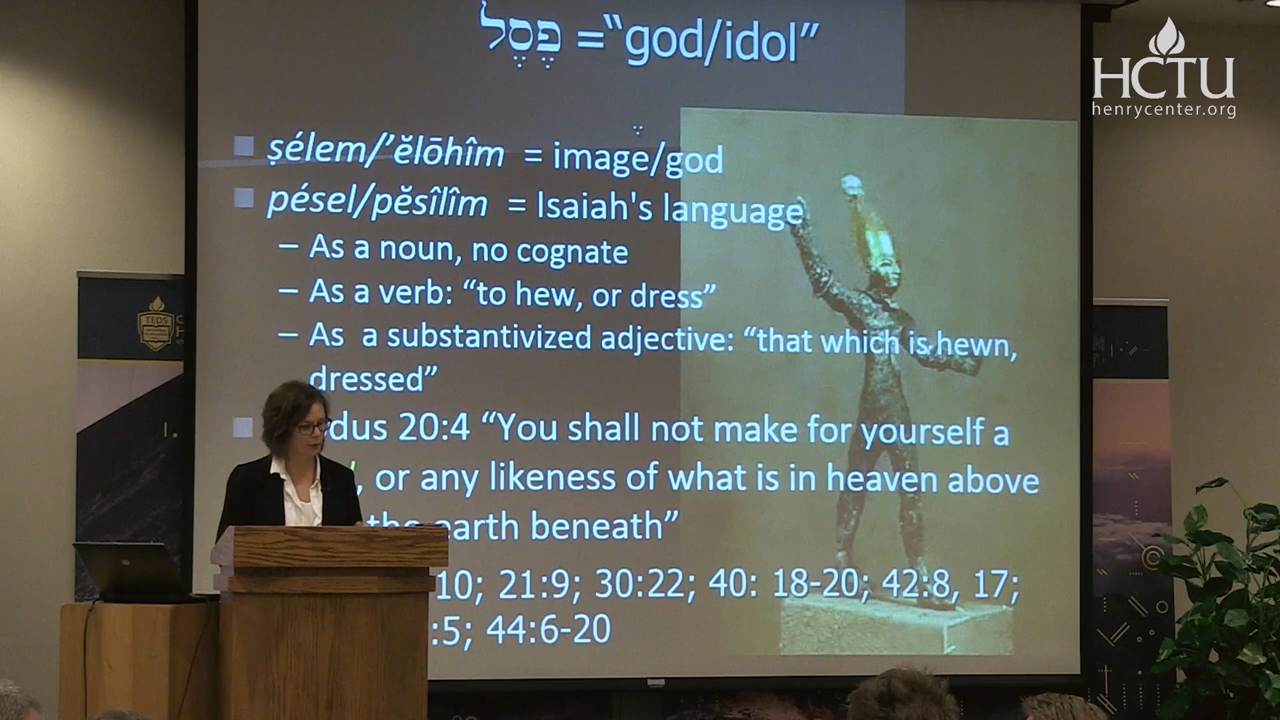 פֶּסֶל ="god/idol"
HCTU
henrycenter.org
ṣélem/'ĕlōhîm = image/god
pésel/pĕsîlîm = Isaiah's language
– As a noun, no cognate
– As a verb: "to hew, or dress"
– As a substantivized adjective: "that which is hewn,
dressed"
dus 20:4 "You shall not make for yourself a
, or any likeness of what is in heaven above
the earth beneath"
10; 21:9; 30:22; 40: 18-20; 42:8, 17;
:5; 44:6-20
TEDS